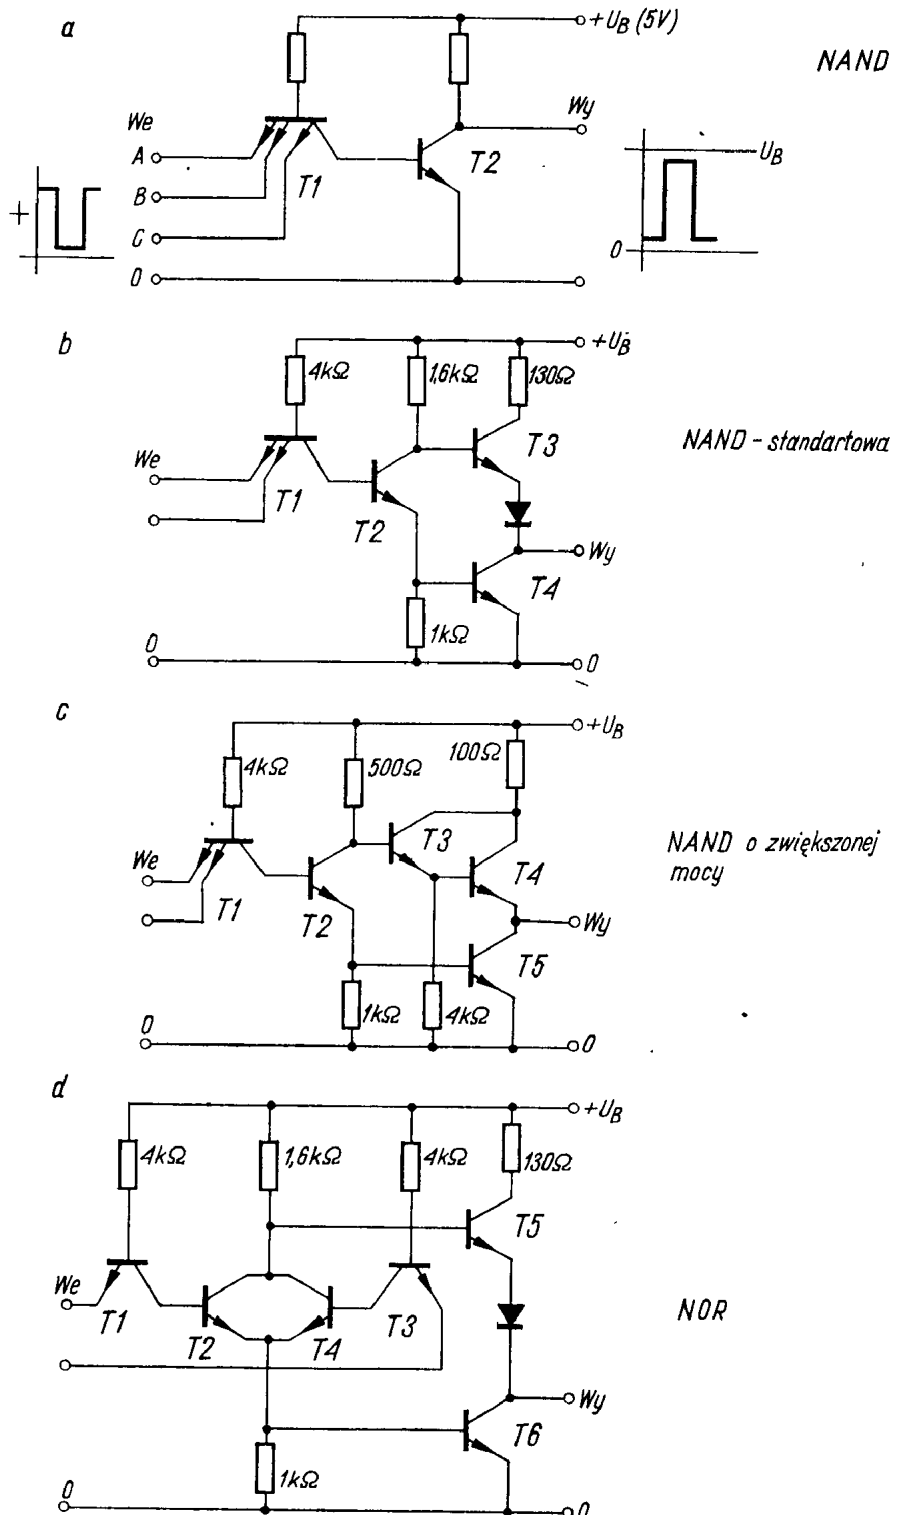 a
+U_B (5V)
NAND
We
Wy
A
T1
T2
U_B
B
+
C
0
0
b
+U_B
4kΩ
1,6kΩ
130Ω
NAND - standartowa
We
T3
T1
T2
Wy
T4
1kΩ
0
0
c
+U_B
4kΩ
500Ω
100Ω
NAND o zwiększonej
mocy
We
T3
T4
T1
T2
Wy
T5
1kΩ
4kΩ
0
0
d
+U_B
4kΩ
1,6kΩ
4kΩ
130Ω
T5
We
NOR
T1
T2
T4
T3
Wy
T6
1kΩ
0
0